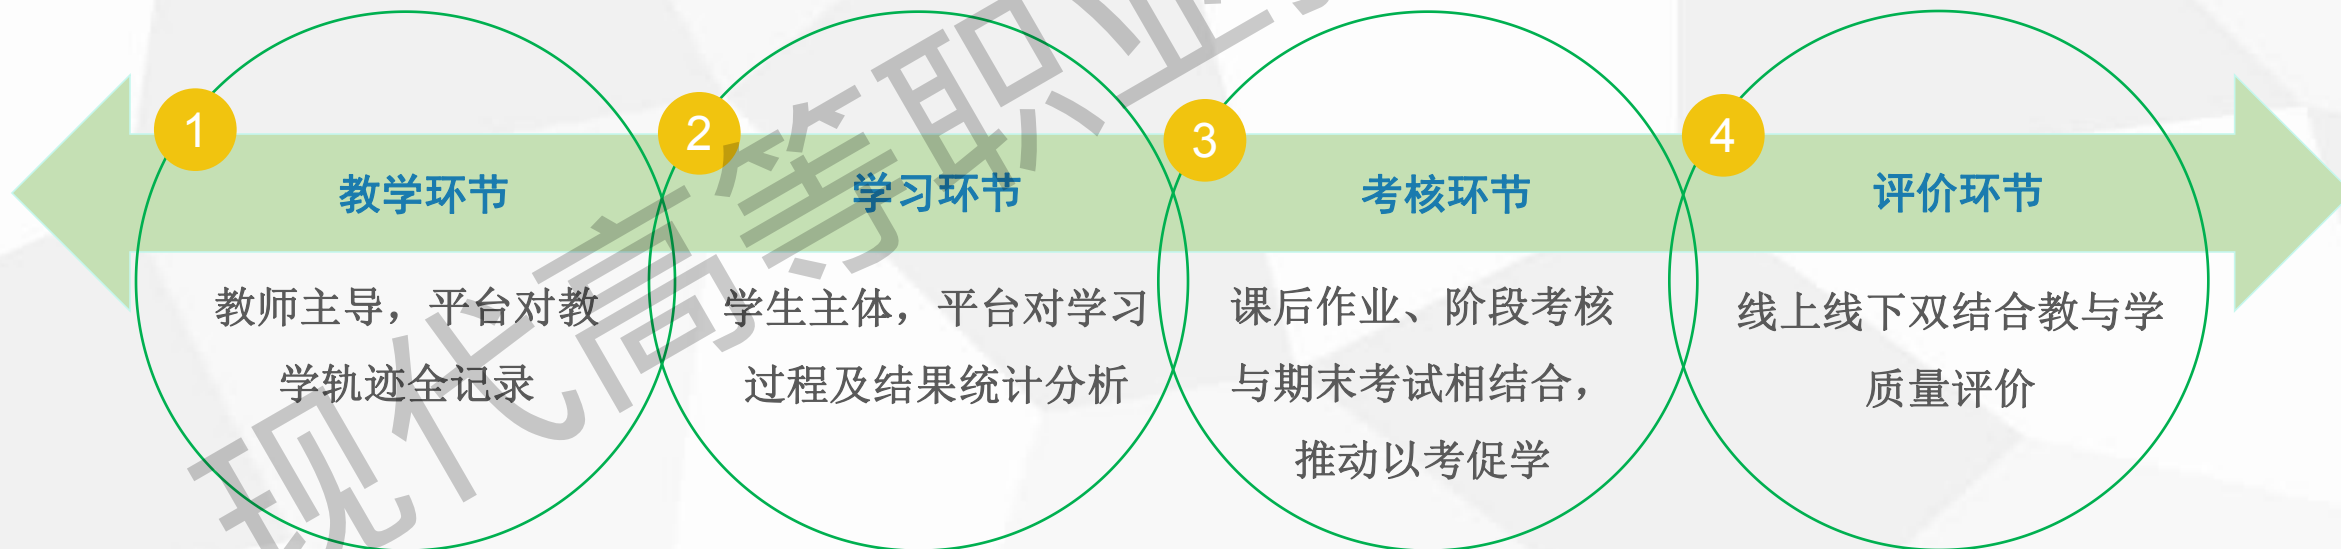 1
教学环节
教师主导，平台对教
学轨迹全记录
2
学习环节
学生主体，平台对学习
过程及结果统计分析
3
考核环节
课后作业、阶段考核
与期末考试相结合，
推动以考促学
4
评价环节
线上线下双结合教与学
质量评价
现代高等职业